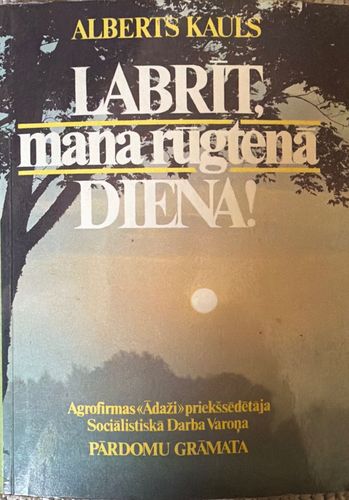 ALBERTS KAULS
LABRĪT,
mana rūgtenā
DIENA!
Agrofirmas «Ādaži» priekšsēdētāja
Sociālistiskā Darba Varoņa
PĀRDOMU GRĀMATA